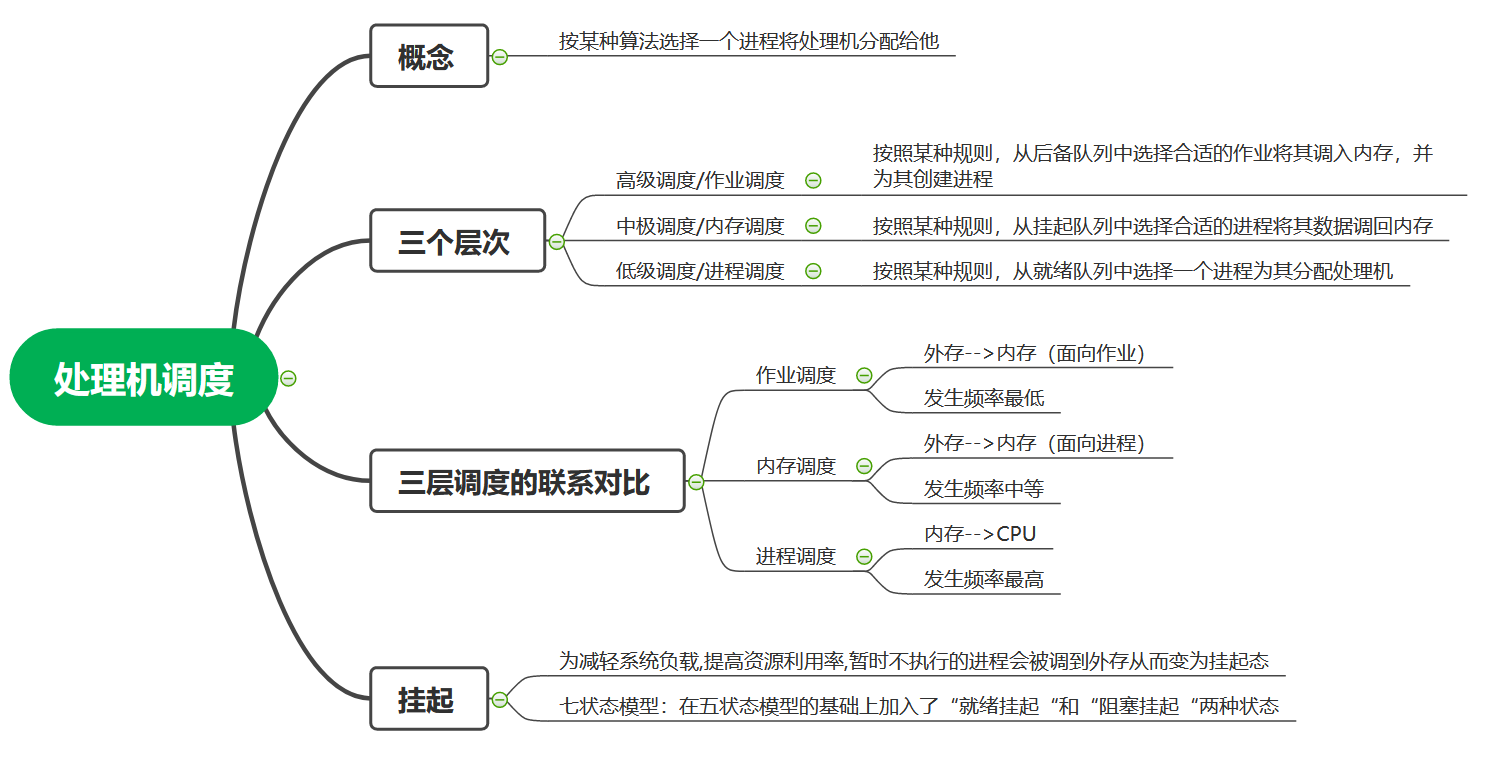 概念
按某种算法选择一个进程将处理机分配给他
三个层次
高级调度/作业调度
按照某种规则，从后备队列中选择合适的作业将其调入内存，并
为其创建进程
中极调度/内存调度
按照某种规则，从挂起队列中选择合适的进程将其数据调回内存
低级调度/进程调度
按照某种规则，从就绪队列中选择一个进程为其分配处理机
处理机调度
三层调度的联系对比
作业调度
外存-->内存（面向作业）
发生频率最低
内存调度
外存-->内存（面向进程）
发生频率中等
进程调度
内存-->CPU
发生频率最高
挂起
为减轻系统负载,提高资源利用率,暂时不执行的进程会被调到外存从而变为挂起态
七状态模型：在五状态模型的基础上加入了“就绪挂起“和“阻塞挂起“两种状态